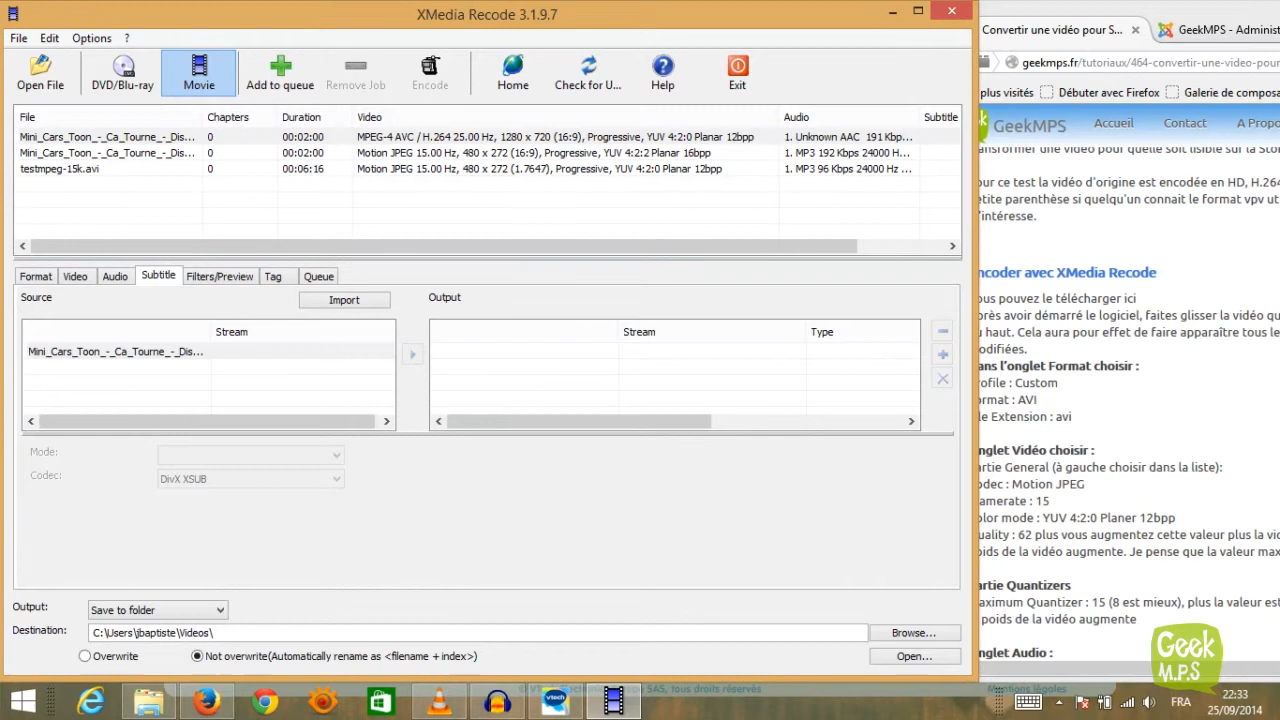 XMedia Recode 3.1.9.7
File Edit Options ?
Open File DVD/Blu-ray Movie Add to queue Remove Job Encode Home Check for U... Help Exit
File Chapters Duration Video Audio Subtitle
Mini_Cars_Toon_-_Ca_Tourne_-_Dis... 0 00:02:00 MPEG-4 AVC / H.264 25.00 Hz, 1280 x 720 (16:9), Progressive, YUV 4:2:0 Planar 12bpp 1. Unknown AAC 191 Kbp...
Mini_Cars_Toon_-_Ca_Tourne_-_Dis... 0 00:02:00 Motion JPEG 15.00 Hz, 480 x 272 (16:9), Progressive, YUV 4:2:2 Planar 16bpp 1. MP3 192 Kbps 24000 H...
testmpeg-15k.avi 0 00:06:16 Motion JPEG 15.00 Hz, 480 x 272 (1.7647), Progressive, YUV 4:2:0 Planar 12bpp 1. MP3 96 Kbps 24000 Hz ...
Format Video Audio Subtitle Filters/Preview Tag Queue
Source Import Output
Stream Stream Type
Mini_Cars_Toon_-_Ca_Tourne_-_Dis...
Mode:
Codec: DivX XSUB
Output: Save to folder
Destination: C:\Users\jbaptiste\Videos\ Browse...
Overwrite Not overwrite(Automatically rename as <filename + index>) Open...
Convertir une vidéo pour S... GeekMPS - Administ
geekmps.fr/tutoriaux/464-convertir-une-video-pour
plus visités Débuter avec Firefox Galerie de composa
GeekMPS Accueil Contact A Propo
ansformer une vidéo pour quelle soit lisible sur la Sto
our ce test la vidéo d'origine est encodée en HD, H.264
etite parenthèse si quelqu'un connait le format vpv ut
'intéresse.
ncoder avec XMedia Recode
ous pouvez le télécharger ici
près avoir démarré le logiciel, faites glisser la vidéo qu
u haut. Cela aura pour effet de faire apparaître tous le
odifiées.
ans l'onglet Format choisir :
rofile : Custom
ormat : AVI
le Extension : avi
nglet Vidéo choisir :
artie General (à gauche choisir dans la liste):
odec : Motion JPEG
amerate : 15
olor mode : YUV 4:2:0 Planer 12bpp
uality : 62 plus vous augmentez cette valeur plus la vi
oids de la vidéo augmente. Je pense que la valeur max
artie Quantizers
aximum Quantizer : 15 (8 est mieux), plus la valeur est
poids de la vidéo augmente
nglet Audio :
Geek
MPS
SAS, tous droits réservés Mentions légales
vtech
FRA 22:33
25/09/2014